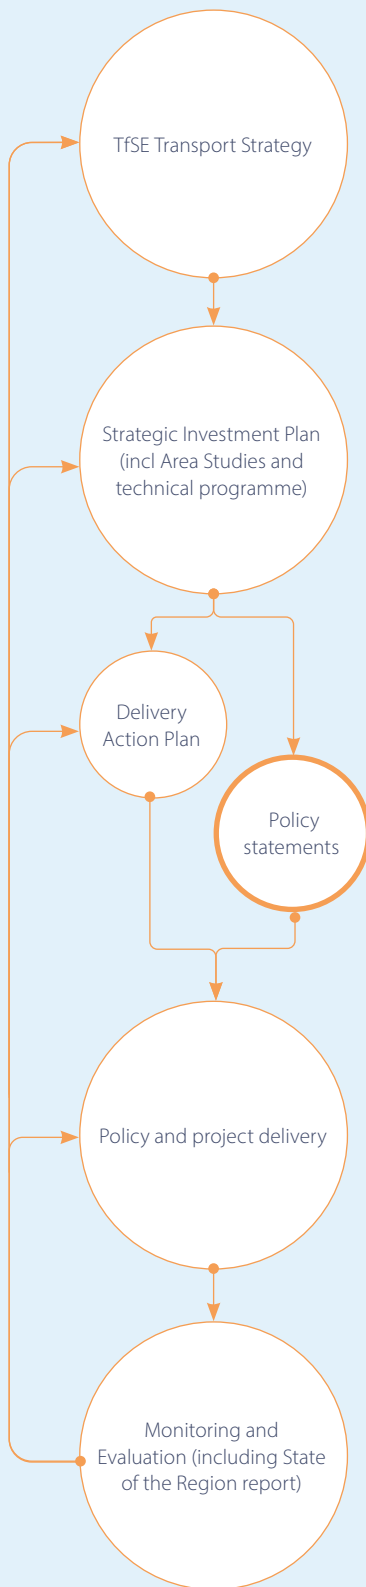 TfSE Transport Strategy
Strategic Investment Plan
(incl Area Studies and
technical programme)
Delivery
Action Plan
Policy
statements
Policy and project delivery
Monitoring and
Evaluation (including State
of the Region report)